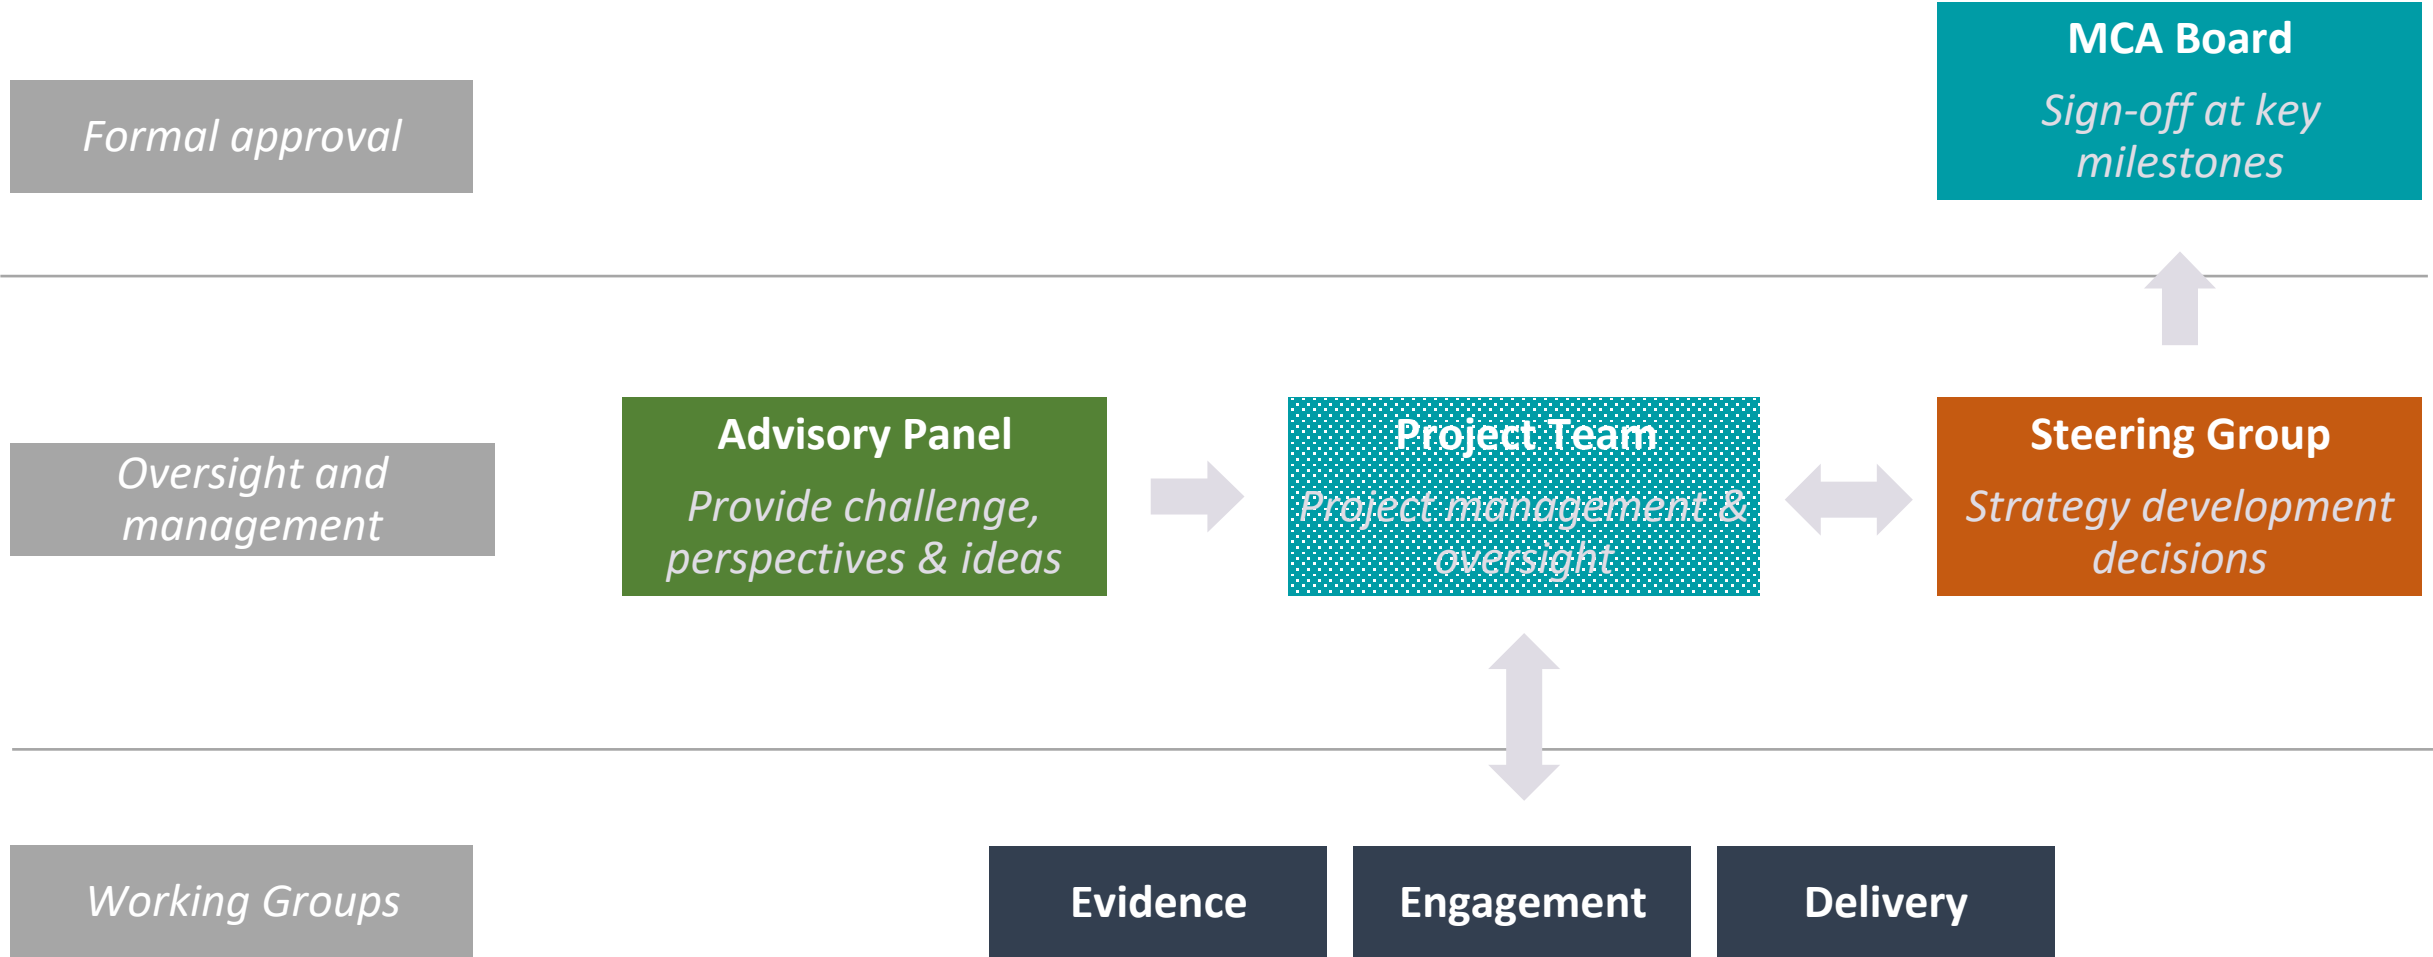 MCA Board
Sign-off at key
milestones
Formal approval
Oversight and
management
Advisory Panel
Provide challenge,
perspectives & ideas
Project Team
Project management &
oversight
Steering Group
Strategy development
decisions
Working Groups
Evidence
Engagement
Delivery